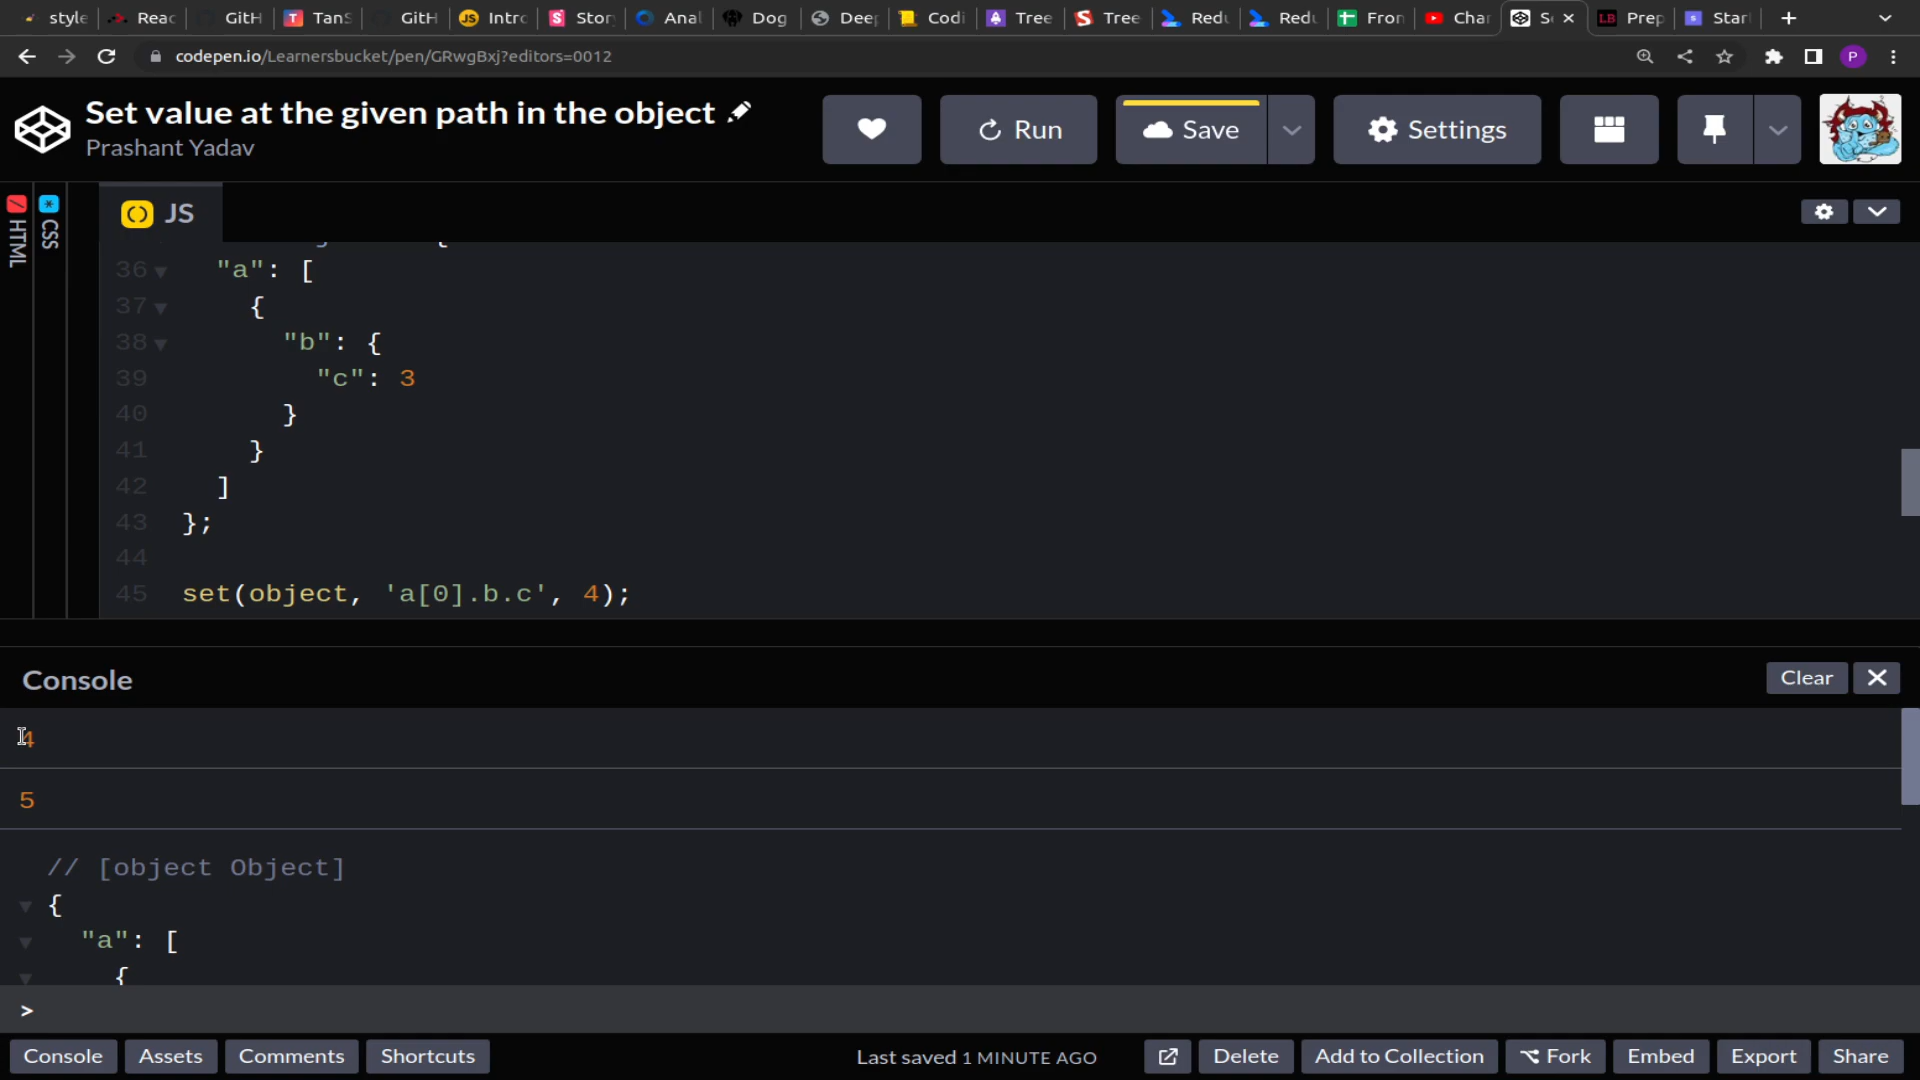 style Reac GitH TanS GitH Intro Stor Anal Dog Deep Codi Tree Tree Redu Redu Fron Char S Prep Star
codepen.io/Learnersbucket/pen/GRwgBxj?editors=0012 P
Set value at the given path in the object
Prashant Yadav
Run Save Settings
HTML CSS JS
36 "a": [
37 {
38 "b": {
39 "c": 3
40 }
41 }
42 ]
43 };
44
45 set(object, 'a[0].b.c', 4);
Console Clear
4
5
// [object Object]
{
"a": [
{
>
Console Assets Comments Shortcuts Last saved 1 MINUTE AGO Delete Add to Collection Fork Embed Export Share